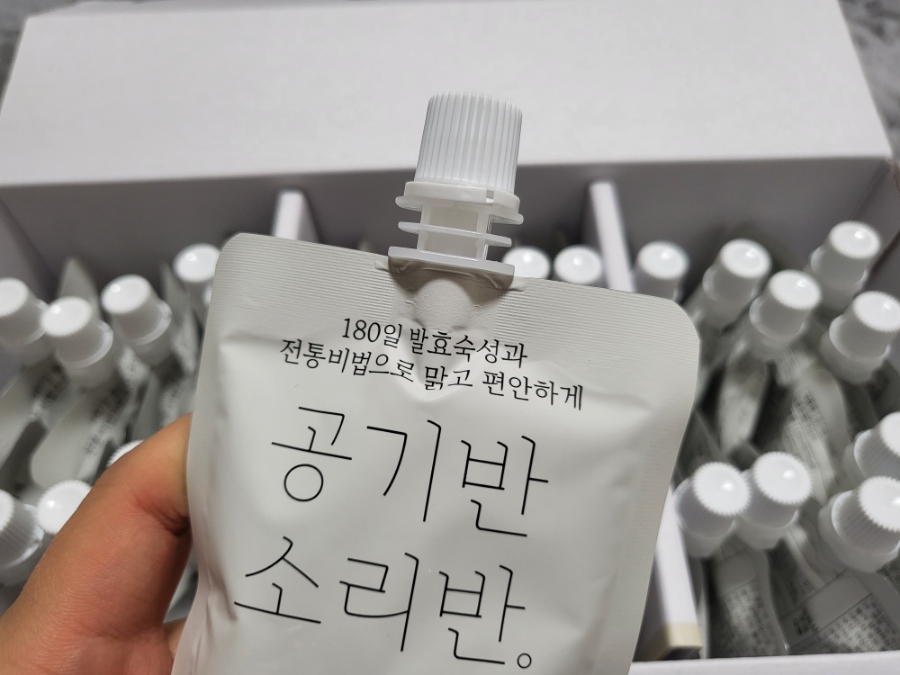 180일 발효숙성과
전통비법으로 맑고 편안하게
공기반
소리반。